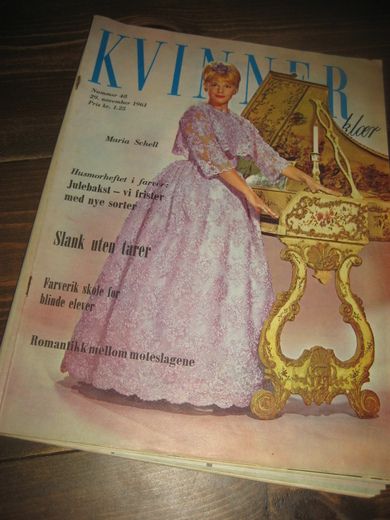 KVINNER
og klær
Nummer 48
29. november 1961
Pris kr. 1.25
Maria Schell
Husmorheftet i farver:
Julebakst – vi frister
med nye sorter
Slank uten tårer
Farverik skole for
blinde elever
Romantikk mellom moteslagene